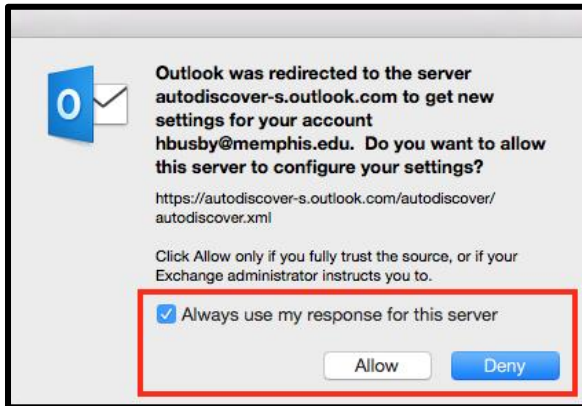 Outlook was redirected to the server
autodiscover-s.outlook.com to get new
settings for your account
hbusby@memphis.edu. Do you want to allow
this server to configure your settings?
https://autodiscover-s.outlook.com/autodiscover/
autodiscover.xml
Click Allow only if you fully trust the source, or if your
Exchange administrator instructs you to.
Always use my response for this server
Allow Deny